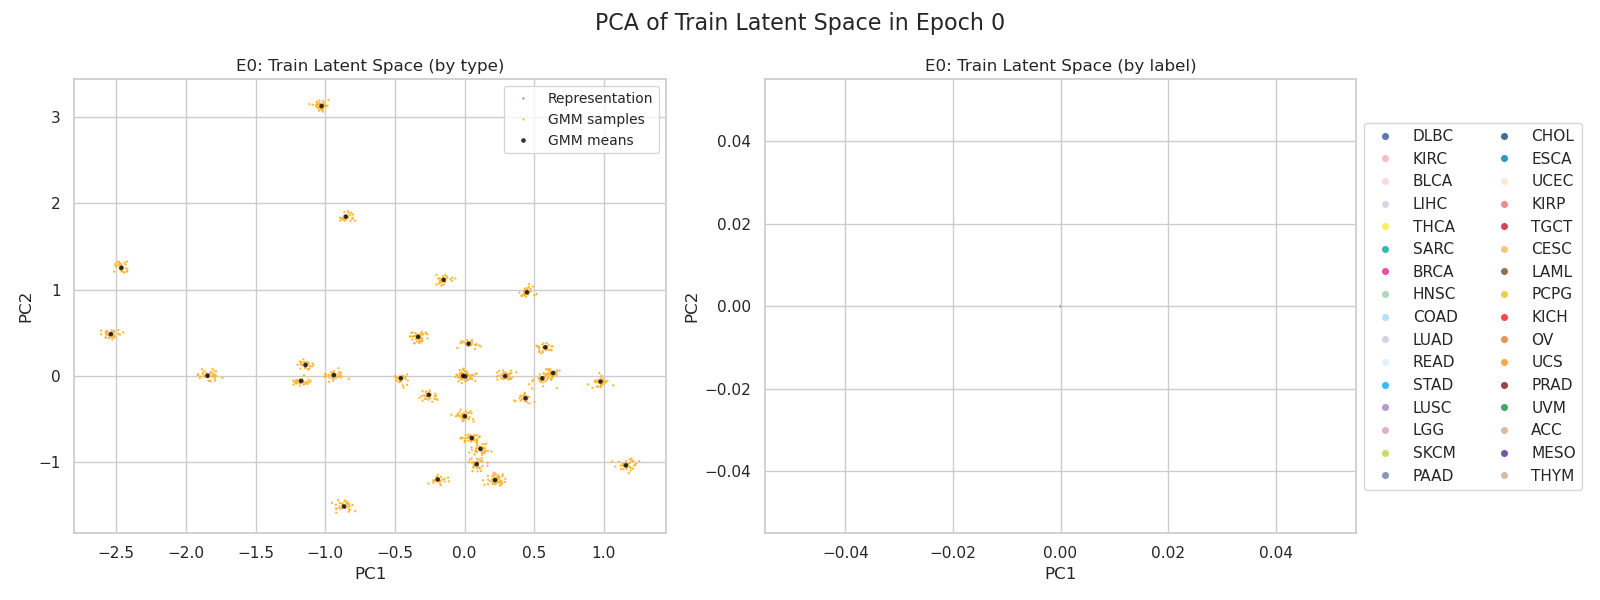 PCA of Train Latent Space in Epoch 0
E0: Train Latent Space (by type)
Representation
GMM samples
GMM means
3
2
1
0
−1
PC2
−2.5 −2.0 −1.5 −1.0 −0.5 0.0 0.5 1.0
PC1
E0: Train Latent Space (by label)
0.04
0.02
0.00
−0.02
−0.04
PC2
−0.04 −0.02 0.00 0.02 0.04
PC1
DLBC CHOL
KIRC ESCA
BLCA UCEC
LIHC KIRP
THCA TGCT
SARC CESC
BRCA LAML
HNSC PCPG
COAD KICH
LUAD OV
READ UCS
STAD PRAD
LUSC UVM
LGG ACC
SKCM MESO
PAAD THYM